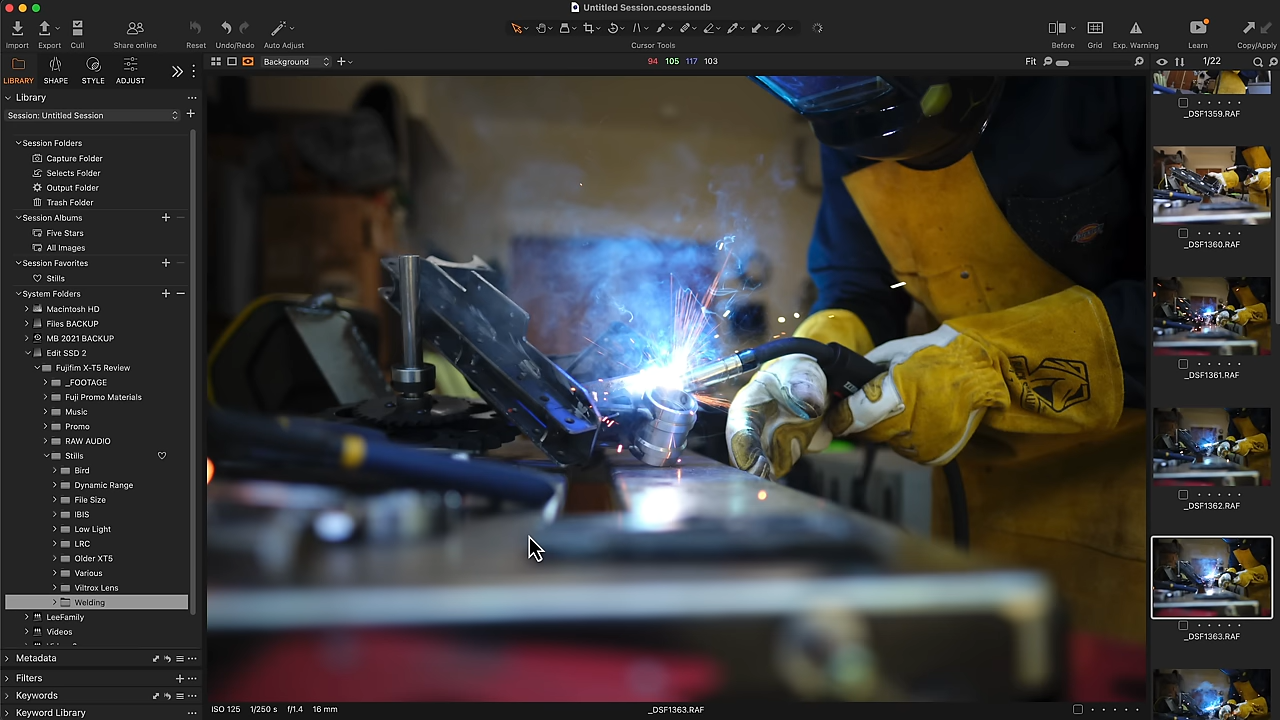 Untitled Session.cosessiondb
Import Export Cull Share online Reset Undo/Redo Auto Adjust Cursor Tools Before Grid Exp. Warning Learn Copy/Apply
LIBRARY SHAPE STYLE ADJUST
Background
94 105 117 103
Fit
1/22
Library
Session: Untitled Session
Session Folders
Capture Folder
Selects Folder
Output Folder
Trash Folder
Session Albums
Five Stars
All Images
Session Favorites
Stills
System Folders
Macintosh HD
Files BACKUP
MB 2021 BACKUP
Edit SSD 2
Fujifim X-T5 Review
_FOOTAGE
Fuji Promo Materials
Music
Promo
RAW AUDIO
Stills
Bird
Dynamic Range
File Size
IBIS
Low Light
LRC
Older XT5
Various
Viltrox Lens
Welding
LeeFamily
Videos
Metadata
Filters
Keywords
Keyword Library
ISO 125 1/250 s f/1.4 16 mm
_DSF1363.RAF
_DSF1359.RAF
_DSF1360.RAF
_DSF1361.RAF
_DSF1362.RAF
_DSF1363.RAF